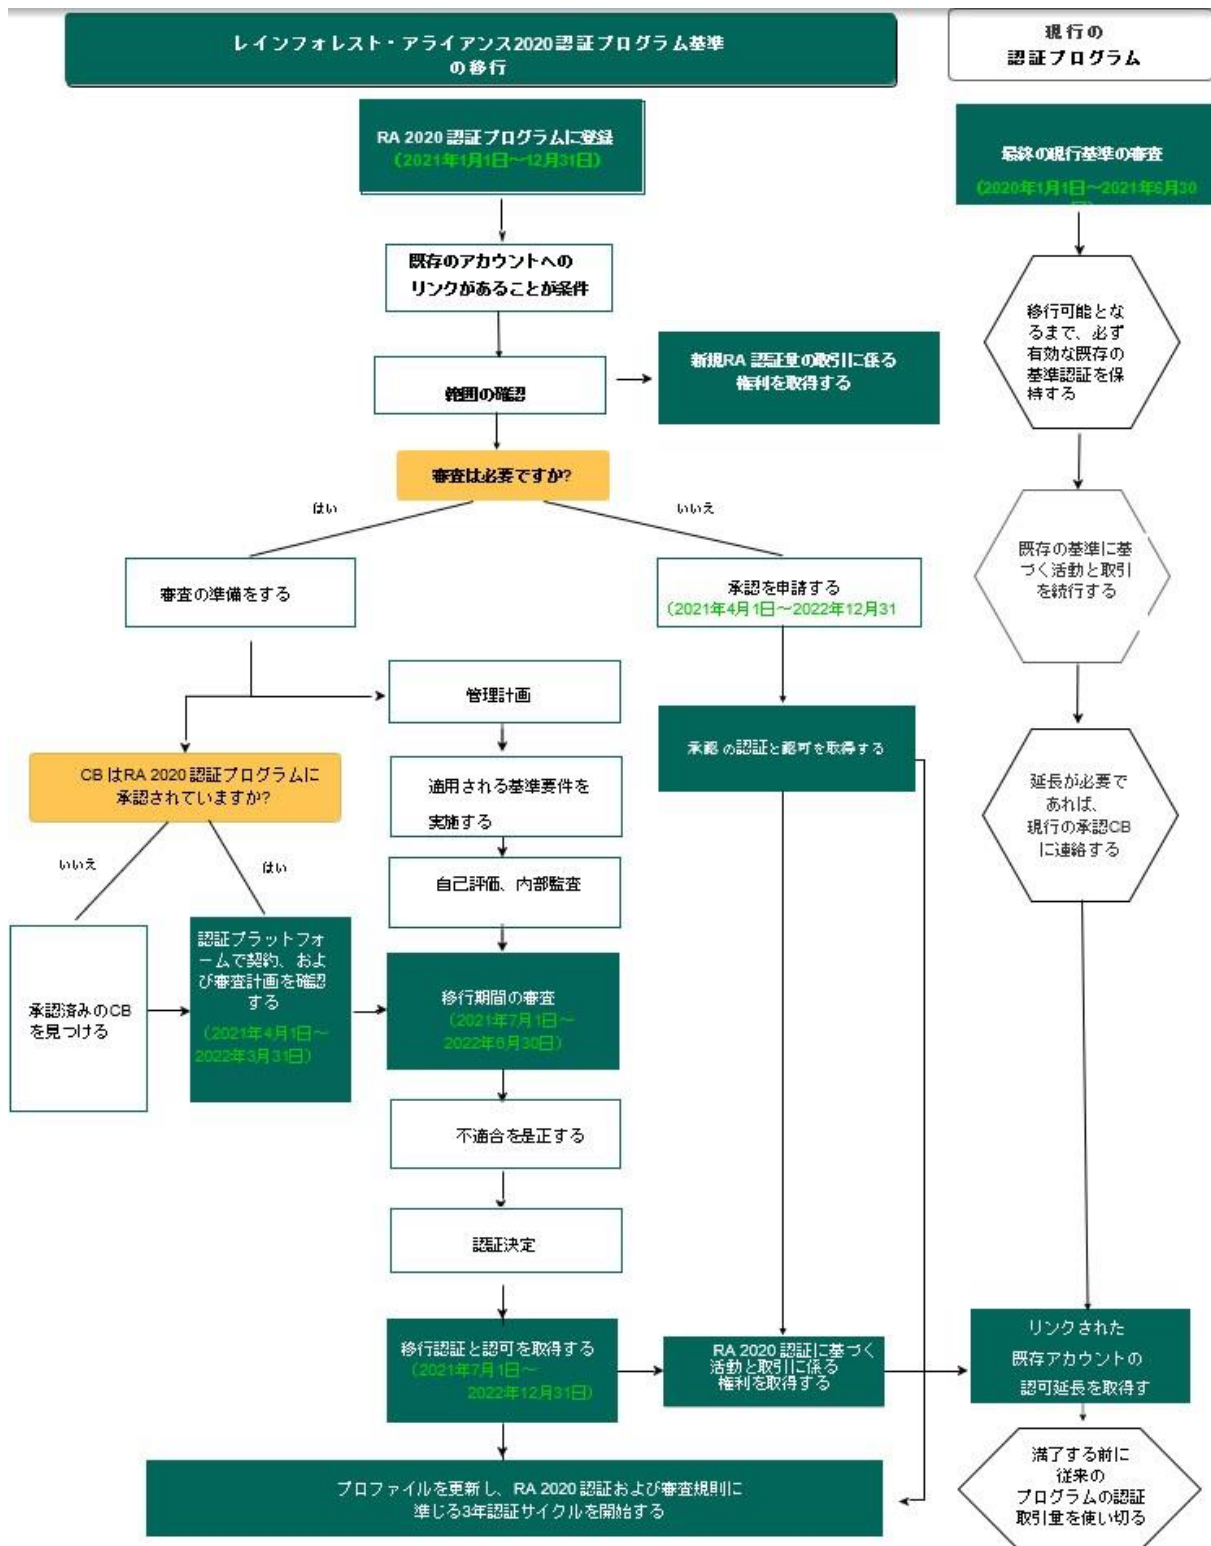 レインフォレスト・アライアンス2020認証プログラム基準
の移行
現行の
認証プログラム
RA 2020 認証プログラムに登録
(2021年1月1日～12月31日)
最終の現行基準の審査
(2020年1月1日～2021年6月30
日)
既存のアカウントへの
リンクがあることが条件
移行可能とな
るまで、必ず
有効な既存の
基準認証を保
持する
範囲の確認
新規RA 認証量の取引に係る
権利を取得する
審査は必要ですか?
はい
いいえ
審査の準備をする
承認を申請する
（2021年4月1日～2022年12月31
既存の基準に基
づく活動と取引
を続行する
管理計画
承認 の認証と認可を取得する
CB はRA 2020 認証プログラムに
承認されていますか?
適用される基準要件を
実施する
延長が必要で
あれば、
現行の承認CB
に連絡する
いいえ
はい
自己評価、内部監査
承認済みのCB
を見つける
認証プラットフォ
ームで契約、およ
び審査計画を確認
する
（2021年4月1日～
2022年3月31日）
移行期間の審査
（2021年7月1日～
2022年6月30日）
不適合を是正する
認証決定
移行認証と認可を取得する
（2021年7月1日～
2022年12月31日）
RA 2020 認証に基づく
活動と取引に係る
権利を取得する
リンクされた
既存アカウントの
認可延長を取得す
プロファイルを更新し、RA 2020 認証および審査規則に
準じる3年認証サイクルを開始する
満了する前に
従来の
プログラムの認証
取引量を使い切る